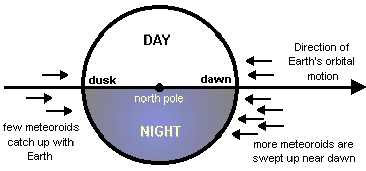 DAY
Direction of
Earth's orbital
motion
dusk
dawn
north pole
NIGHT
few meteoroids
catch up with
Earth
more meteoroids are
swept up near dawn